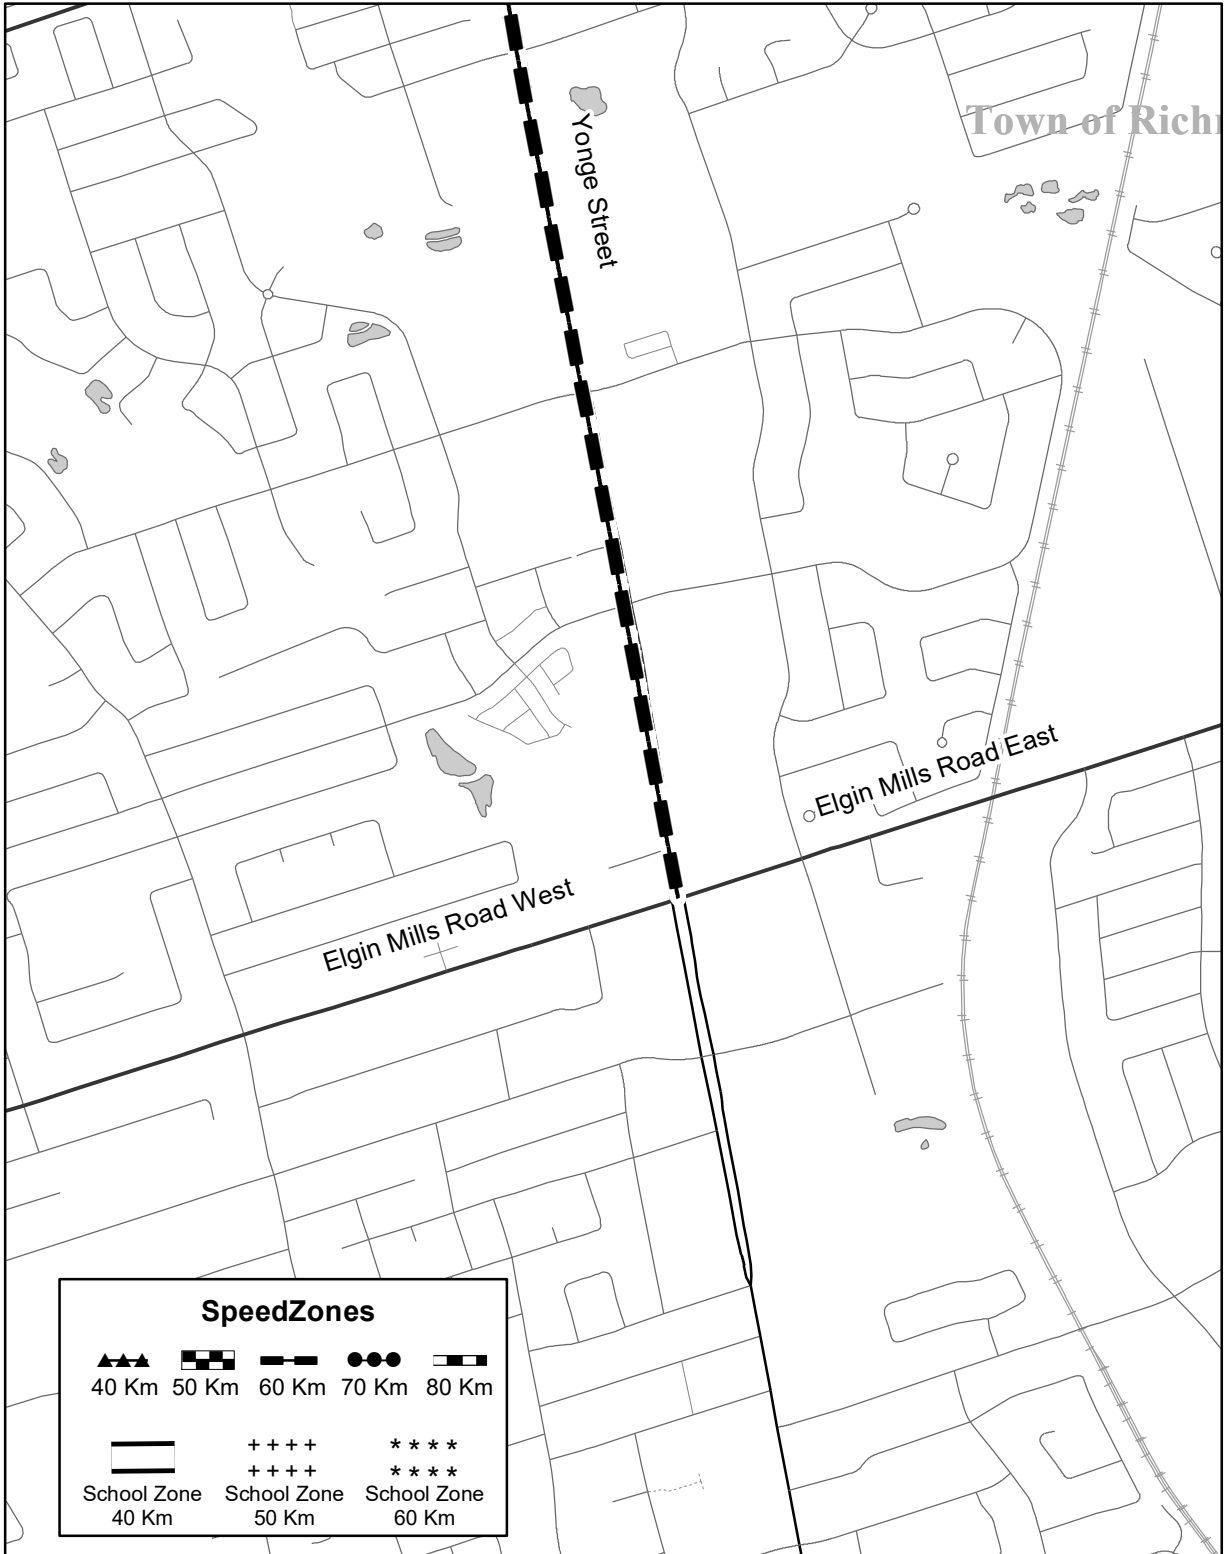 Town of Rich
Yonge Street
Elgin Mills Road East
Elgin Mills Road West
SpeedZones
40 Km 50 Km 60 Km 70 Km 80 Km
School Zone School Zone School Zone
40 Km 50 Km 60 Km